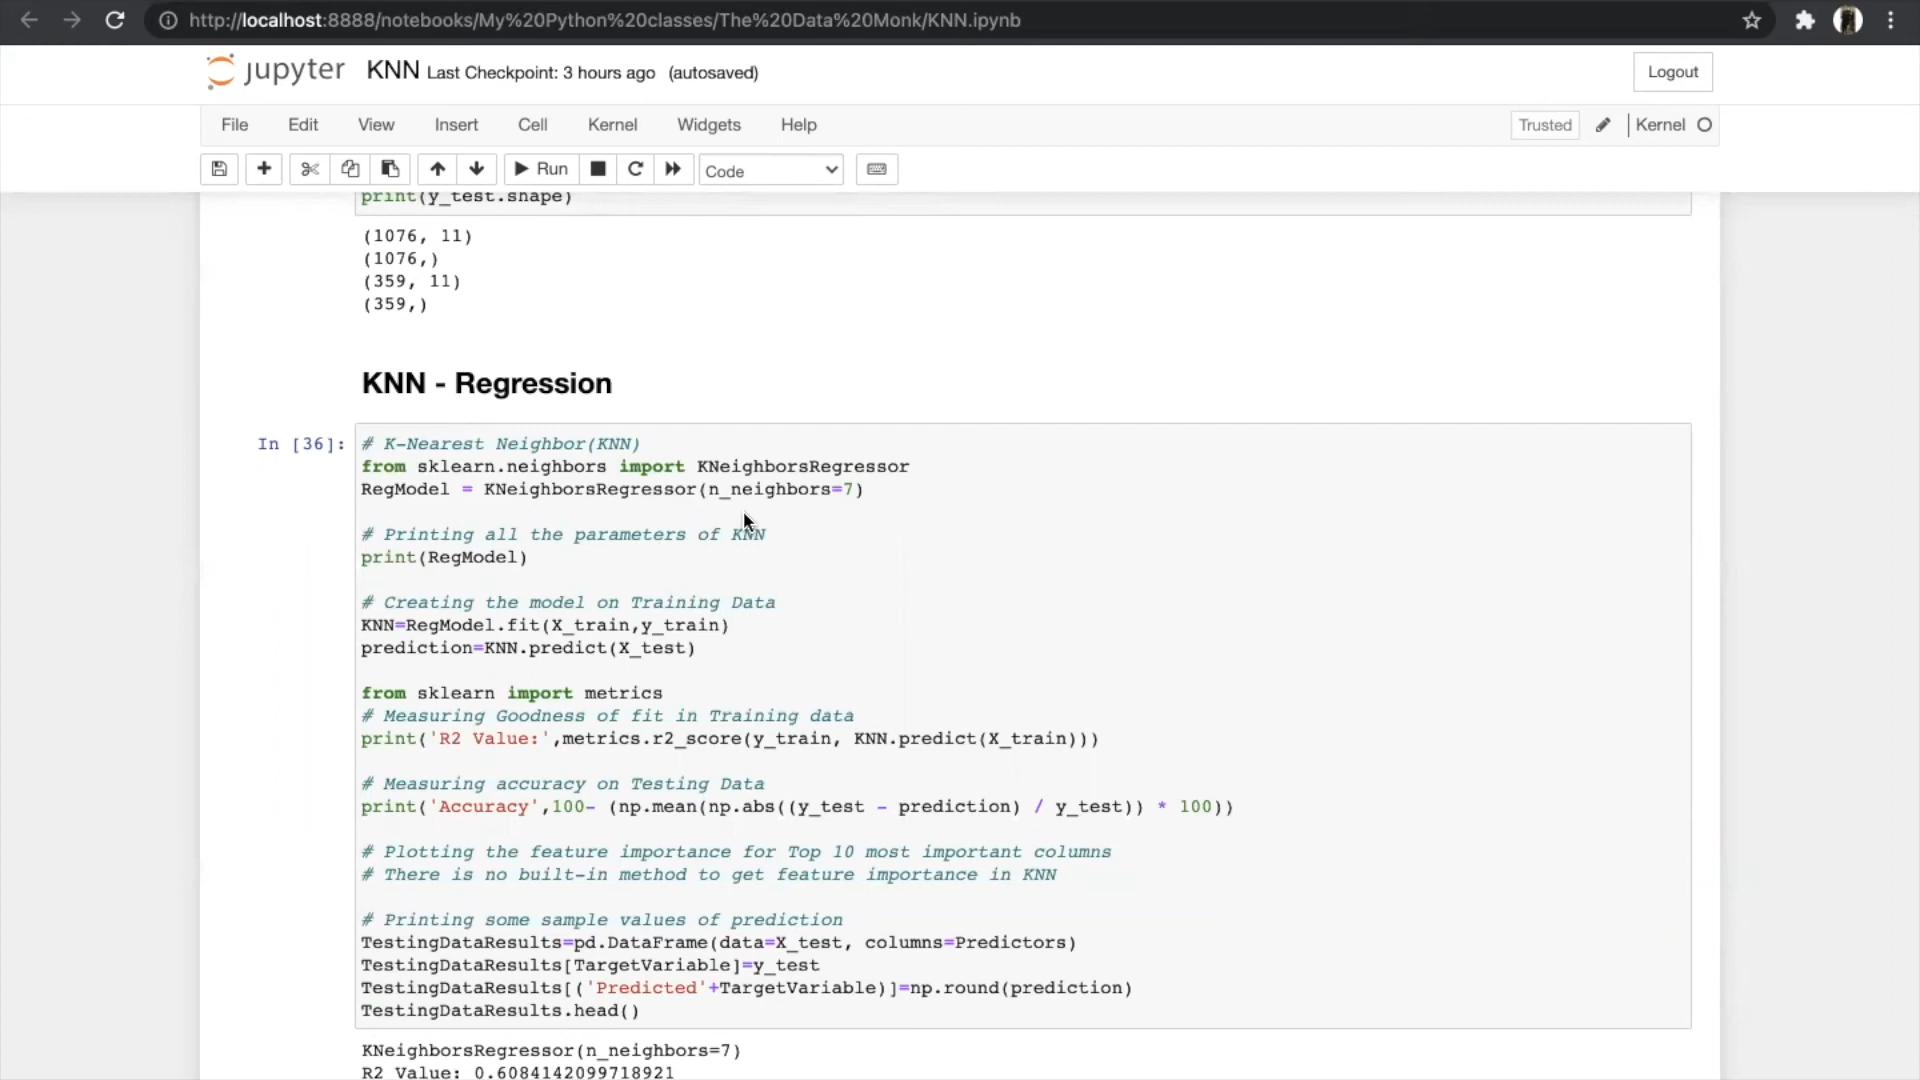 http://localhost:8888/notebooks/My%20Python%20classes/The%20Data%20Monk/KNN.ipynb
jupyter KNN Last Checkpoint: 3 hours ago (autosaved) Logout
File Edit View Insert Cell Kernel Widgets Help Trusted Kernel
Run Code
print(y_test.shape)
(1076, 11)
(1076,)
(359, 11)
(359,)
KNN - Regression
In [36]: # K-Nearest Neighbor(KNN)
from sklearn.neighbors import KNeighborsRegressor
RegModel = KNeighborsRegressor(n_neighbors=7)
# Printing all the parameters of KNN
print(RegModel)
# Creating the model on Training Data
KNN=RegModel.fit(X_train,y_train)
prediction=KNN.predict(X_test)
from sklearn import metrics
# Measuring Goodness of fit in Training data
print('R2 Value:',metrics.r2_score(y_train, KNN.predict(X_train)))
# Measuring accuracy on Testing Data
print('Accuracy',100- (np.mean(np.abs((y_test - prediction) / y_test)) * 100))
# Plotting the feature importance for Top 10 most important columns
# There is no built-in method to get feature importance in KNN
# Printing some sample values of prediction
TestingDataResults=pd.DataFrame(data=X_test, columns=Predictors)
TestingDataResults[TargetVariable]=y_test
TestingDataResults[('Predicted'+TargetVariable)]=np.round(prediction)
TestingDataResults.head()
KNeighborsRegressor(n_neighbors=7)
R2 Value: 0.6084142099718921